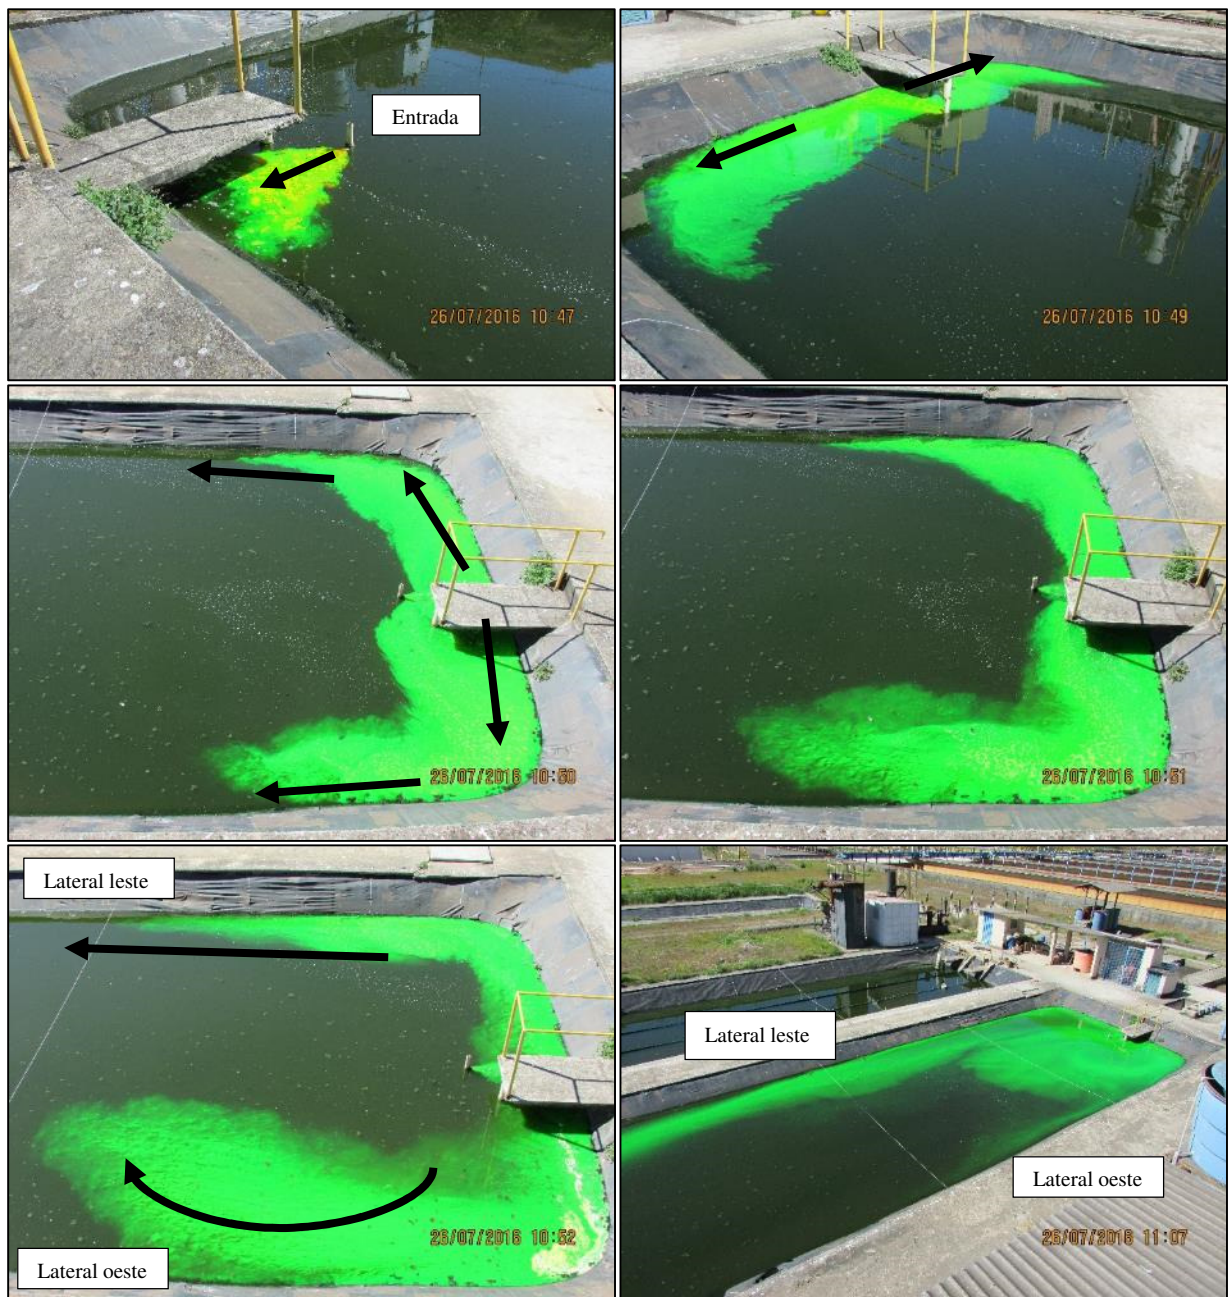 Entrada
26/07/2016 10:47
26/07/2016 10:49
26/07/2016 10:50
26/07/2016 10:51
Lateral leste
26/07/2016 10:52
Lateral oeste
Lateral leste
Lateral oeste
26/07/2016 11:07